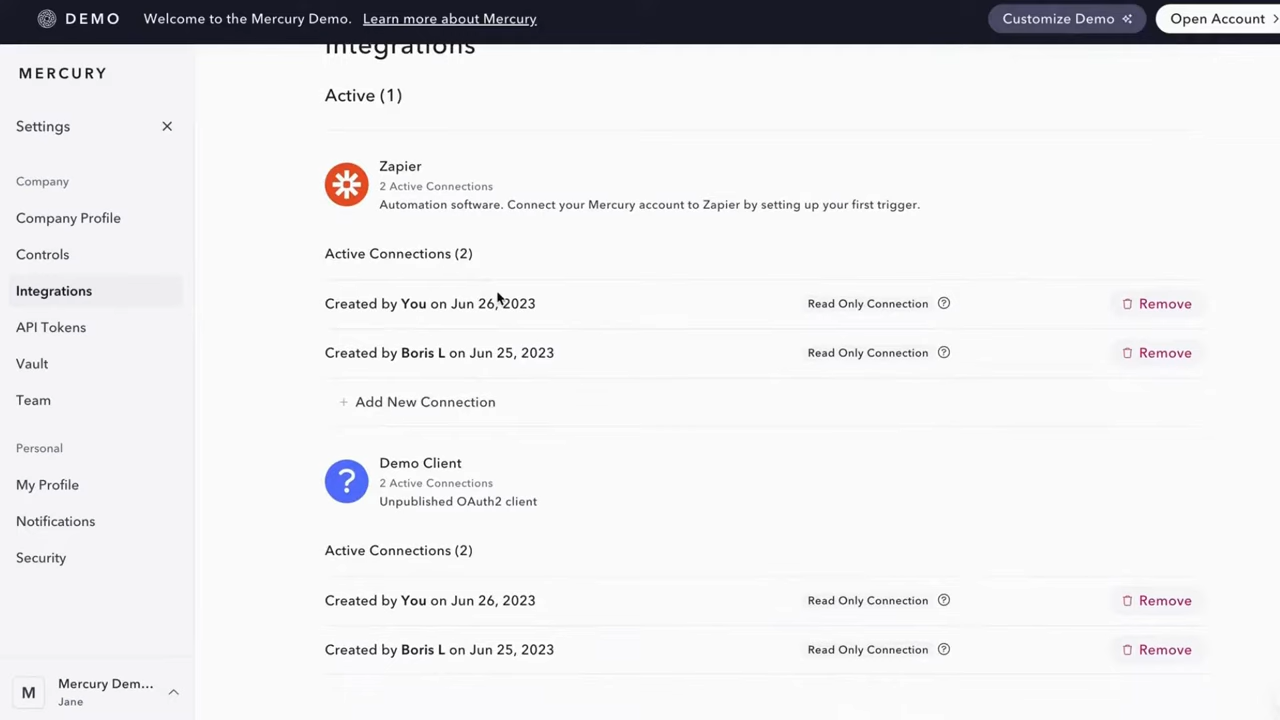 DEMO
Welcome to the Mercury Demo. Learn more about Mercury
Customize Demo
Open Account
MERCURY
Settings
Company
Company Profile
Controls
Integrations
API Tokens
Vault
Team
Personal
My Profile
Notifications
Security
M
Mercury Dem...
Jane
Integrations
Active (1)
Zapier
2 Active Connections
Automation software. Connect your Mercury account to Zapier by setting up your first trigger.
Active Connections (2)
Created by You on Jun 26, 2023
Read Only Connection ?
Remove
Created by Boris L on Jun 25, 2023
Read Only Connection ?
Remove
+ Add New Connection
?
Demo Client
2 Active Connections
Unpublished OAuth2 client
Active Connections (2)
Created by You on Jun 26, 2023
Read Only Connection ?
Remove
Created by Boris L on Jun 25, 2023
Read Only Connection ?
Remove